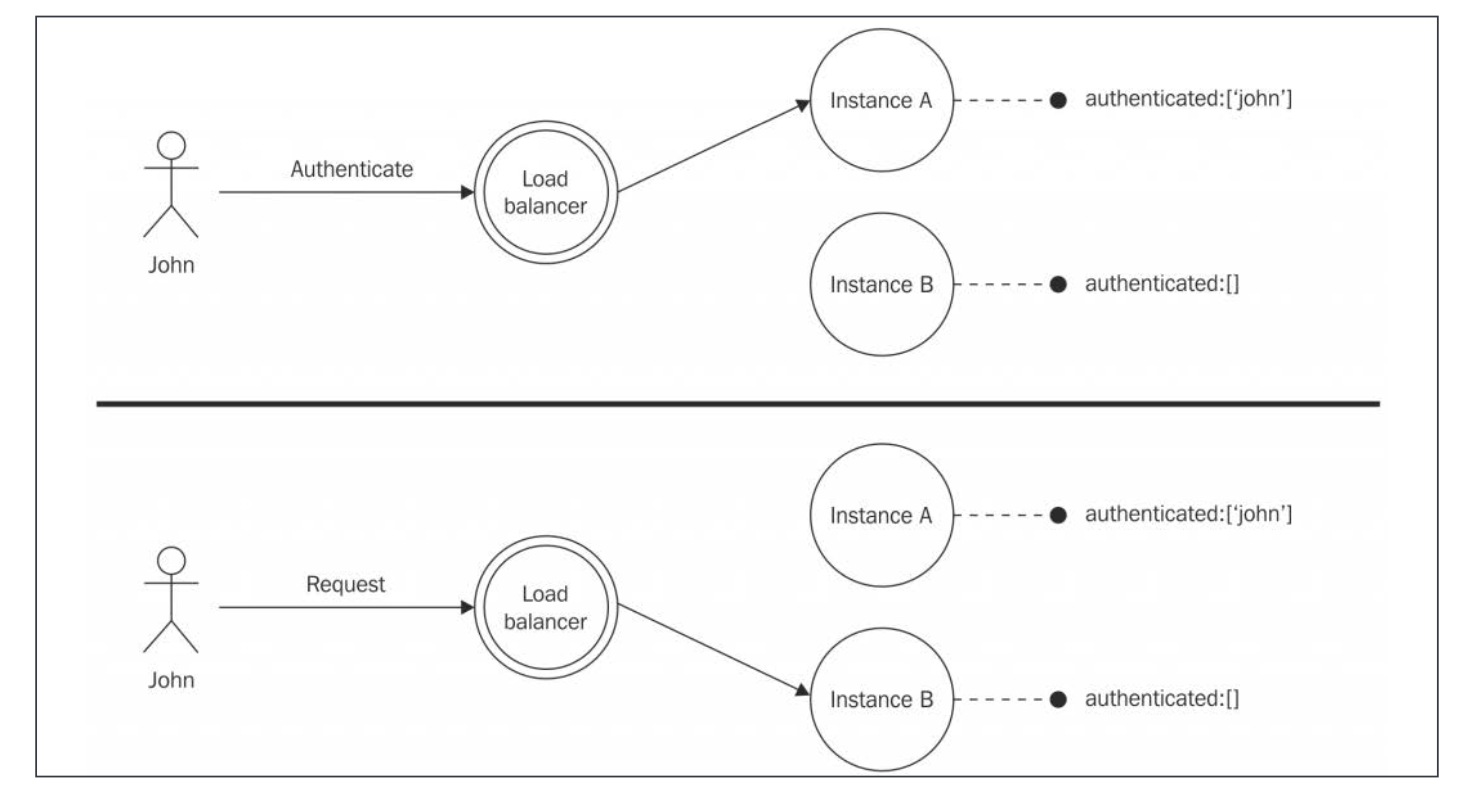 Authenticate
John
Load
balancer
Instance A
authenticated:[‘john’]
Instance B
authenticated:[]
Request
John
Load
balancer
Instance A
authenticated:[‘john’]
Instance B
authenticated:[]